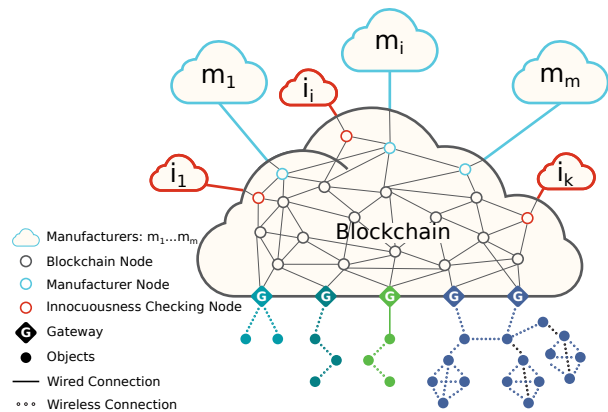 m₁
mᵢ
mₘ
iᵢ
i₁
iₖ
Blockchain
Manufacturers: m₁...mₘ
Blockchain Node
Manufacturer Node
Innocuousness Checking Node
G Gateway
Objects
Wired Connection
Wireless Connection
G G G G G